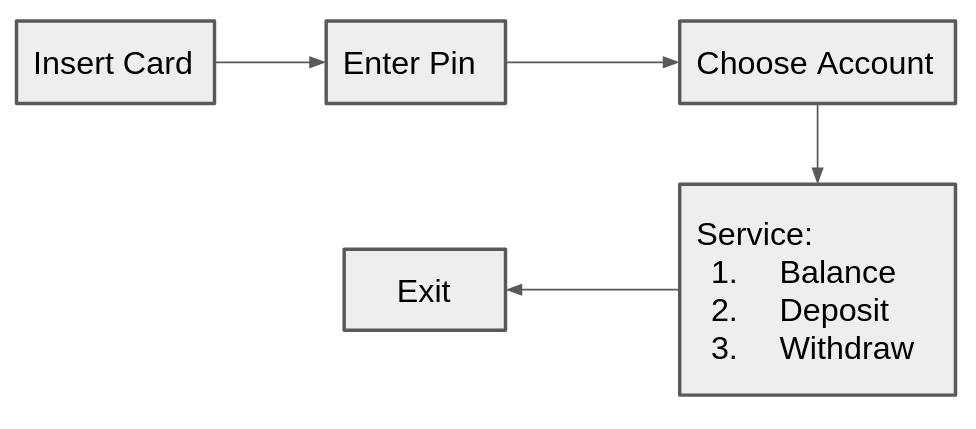 Insert Card
Enter Pin
Choose Account
Service:
1. Balance
2. Deposit
3. Withdraw
Exit